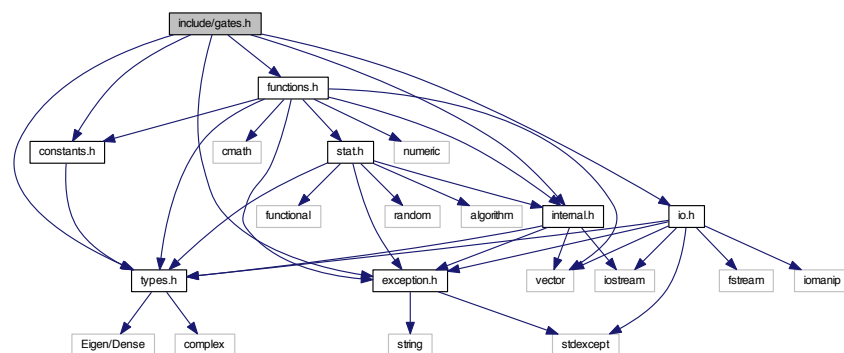 include/gates.h
functions.h
constants.h
cmath
stat.h
numeric
functional
random
algorithm
internal.h
io.h
types.h
exception.h
vector
iostream
fstream
iomanip
Eigen/Dense
complex
string
stdexcept